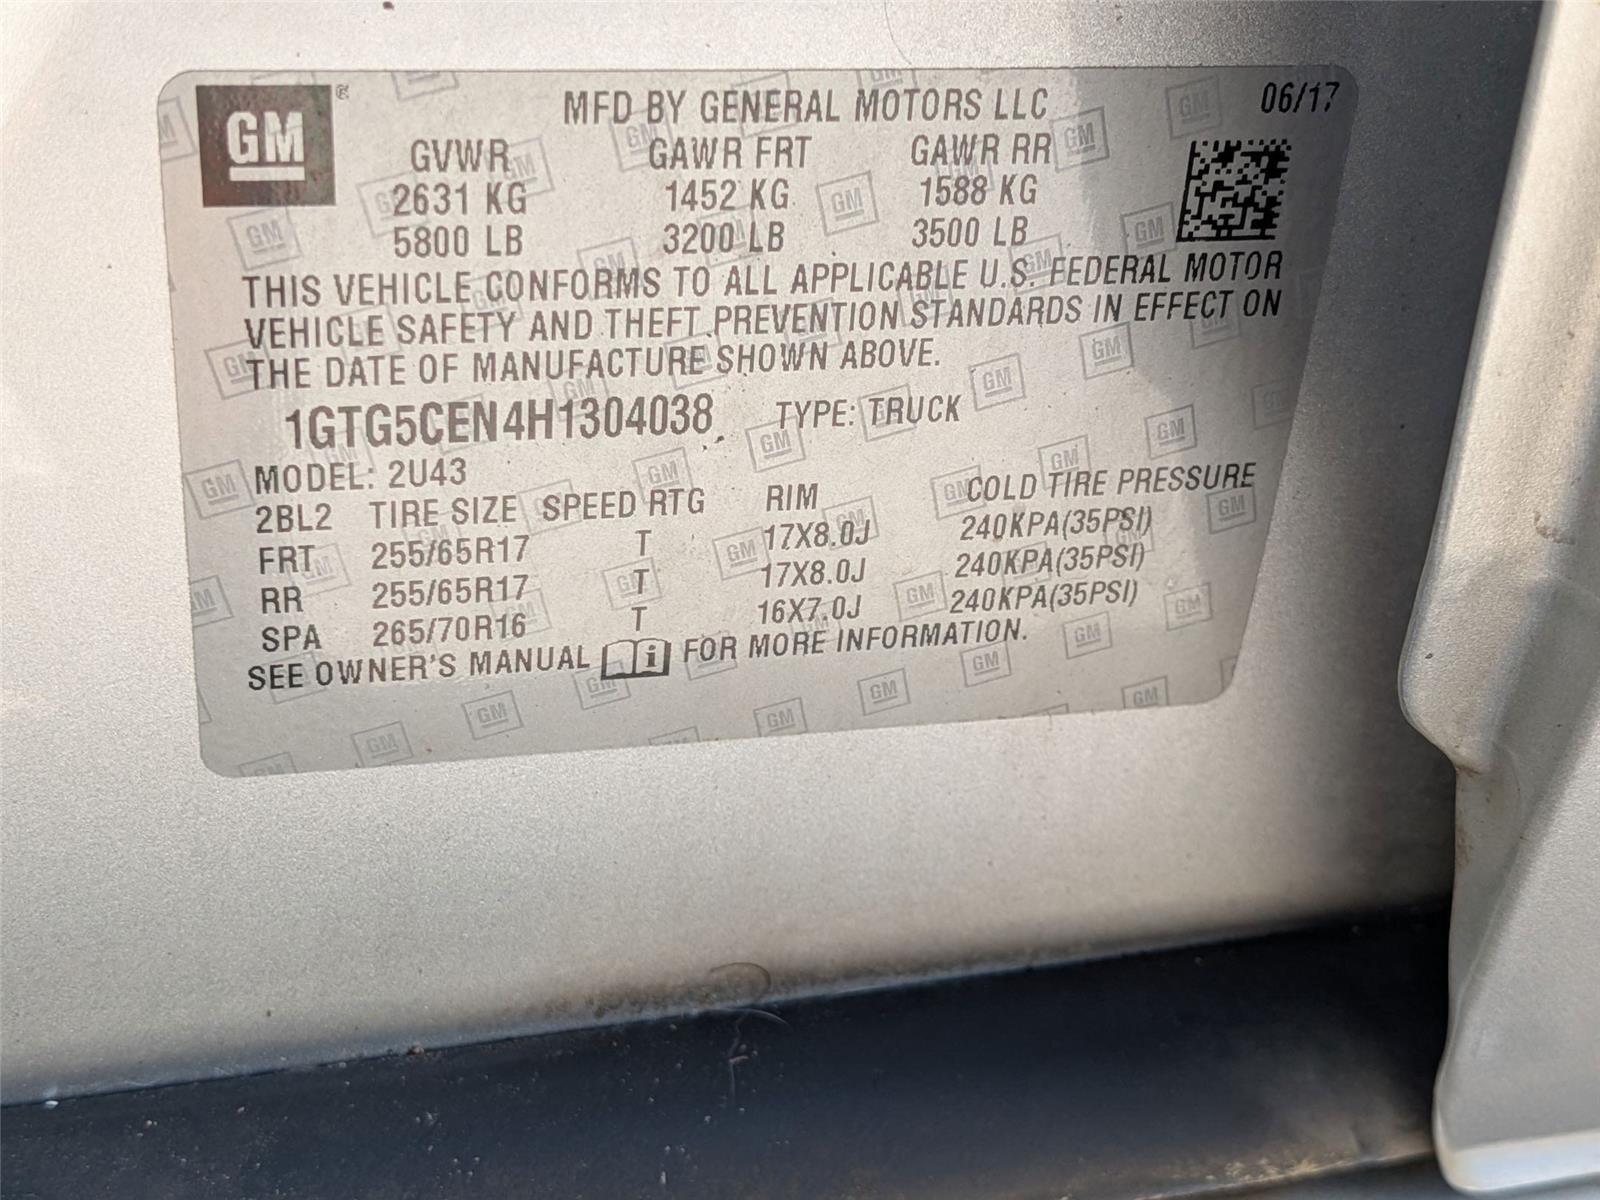 GM
MFD BY GENERAL MOTORS LLC 06/17
GVWR GAWR FRT GAWR RR
2631 KG 1452 KG 1588 KG
5800 LB 3200 LB 3500 LB
THIS VEHICLE CONFORMS TO ALL APPLICABLE U.S. FEDERAL MOTOR
VEHICLE SAFETY AND THEFT PREVENTION STANDARDS IN EFFECT ON
THE DATE OF MANUFACTURE SHOWN ABOVE.
1GTG5CEN4H1304038 TYPE: TRUCK
MODEL: 2U43
2BL2 TIRE SIZE SPEED RTG RIM COLD TIRE PRESSURE
FRT 255/65R17 T 17X8.0J 240KPA(35PSI)
RR 255/65R17 T 17X8.0J 240KPA(35PSI)
SPA 265/70R16 T 16X7.0J 240KPA(35PSI)
SEE OWNER'S MANUAL i FOR MORE INFORMATION.